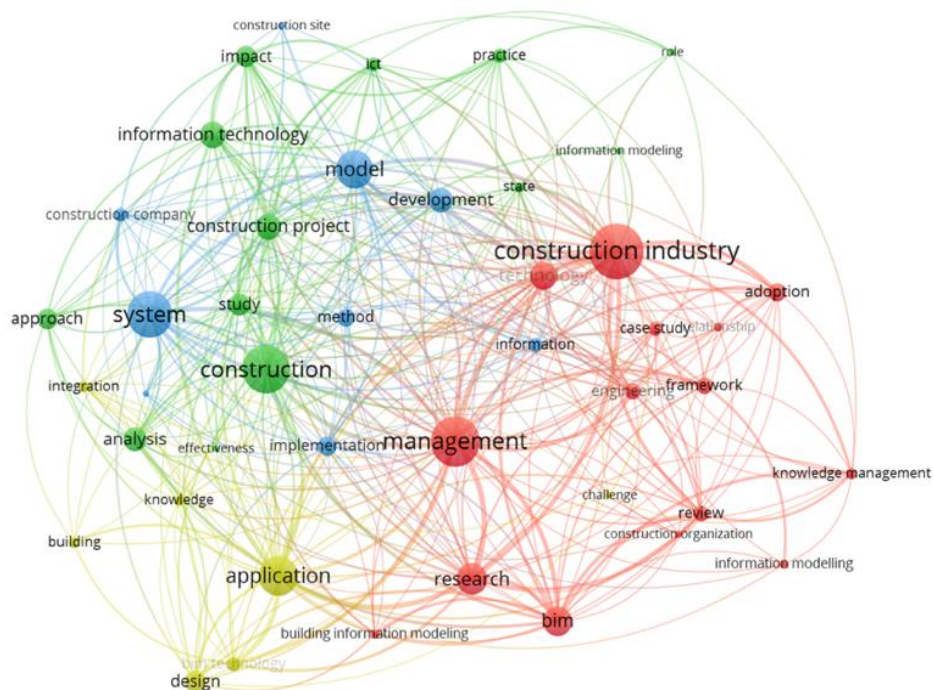 construction site
impact
ict
practice
role
information technology
information modeling
model
state
development
construction company
construction project
construction industry
technology
adoption
system
study
approach
method
case study
relationship
information
construction
integration
engineering
framework
analysis
effectiveness
implementation
management
knowledge management
knowledge
challenge
review
building
construction organization
application
research
information modelling
bim
building information modeling
bim technology
design